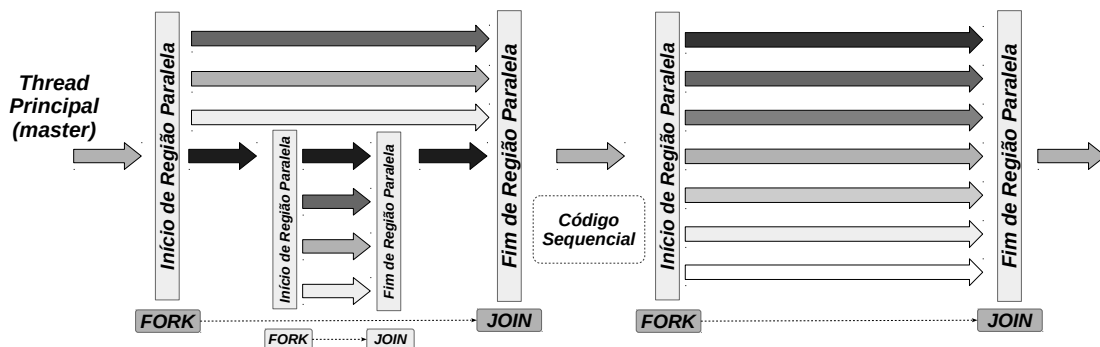 Thread
Principal
(master)
Início de Região Paralela
Início de Região Paralela
Fim de Região Paralela
Fim de Região Paralela
FORK
JOIN
FORK
JOIN
Código
Sequencial
Início de Região Paralela
Fim de Região Paralela
FORK
JOIN